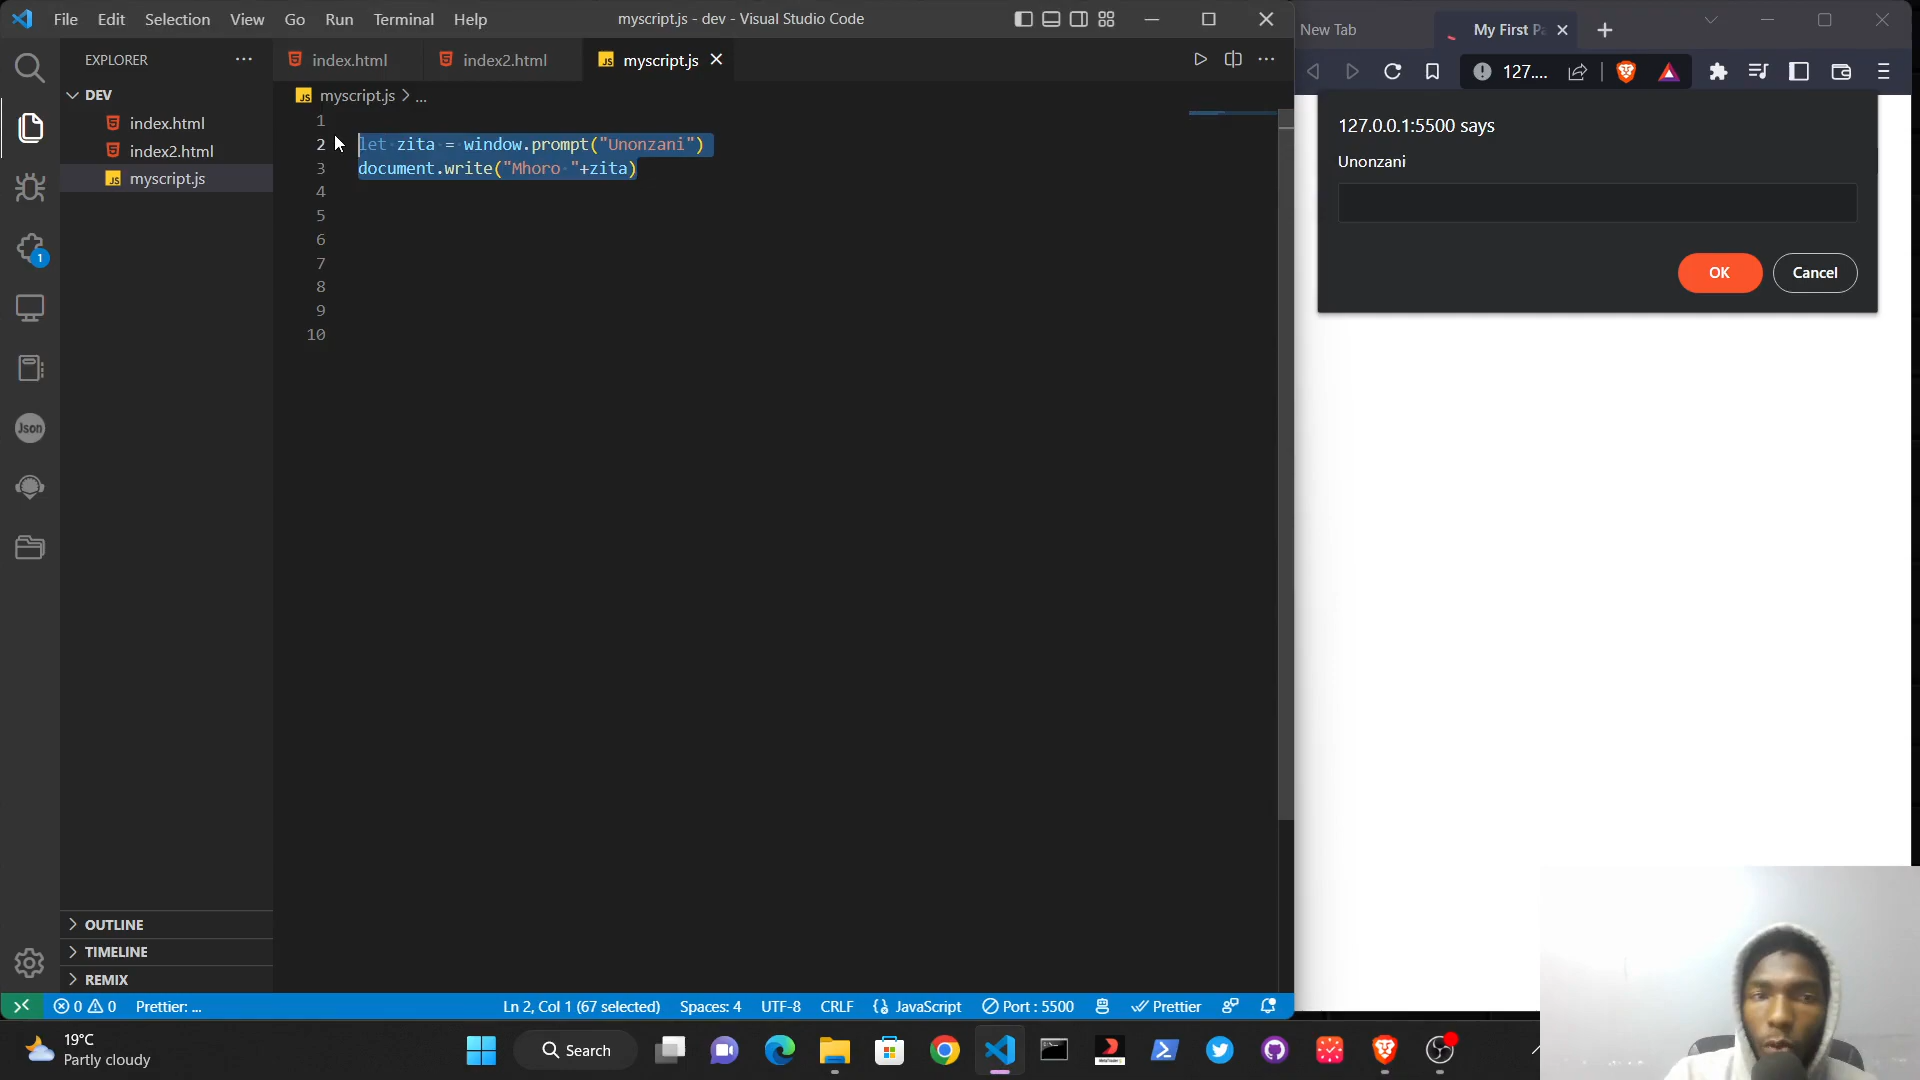 File Edit Selection View Go Run Terminal Help
myscript.js - dev - Visual Studio Code
EXPLORER
DEV
index.html
index2.html
myscript.js
OUTLINE
TIMELINE
REMIX
index.html index2.html myscript.js
myscript.js > ...
1
2 let zita = window.prompt("Unonzani")
3 document.write("Mhoro "+zita)
4
5
6
7
8
9
10
Json
1
0 0 Prettier: ...
Ln 2, Col 1 (67 selected) Spaces: 4 UTF-8 CRLF {} JavaScript Port : 5500 Prettier
New Tab
My First
127....
127.0.0.1:5500 says
Unonzani
OK Cancel
19°C
Partly cloudy
Search